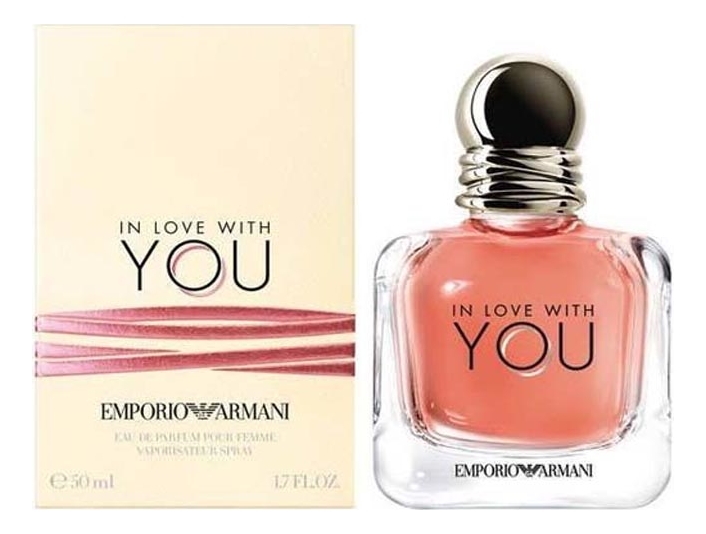 IN LOVE WITH
YOU
EMPORIO ARMANI
EAU DE PARFUM POUR FEMME
VAPORISATEUR SPRAY
℮ 50 ml 1.7 FL.OZ.
IN LOVE WITH
YOU
EMPORIO ARMANI